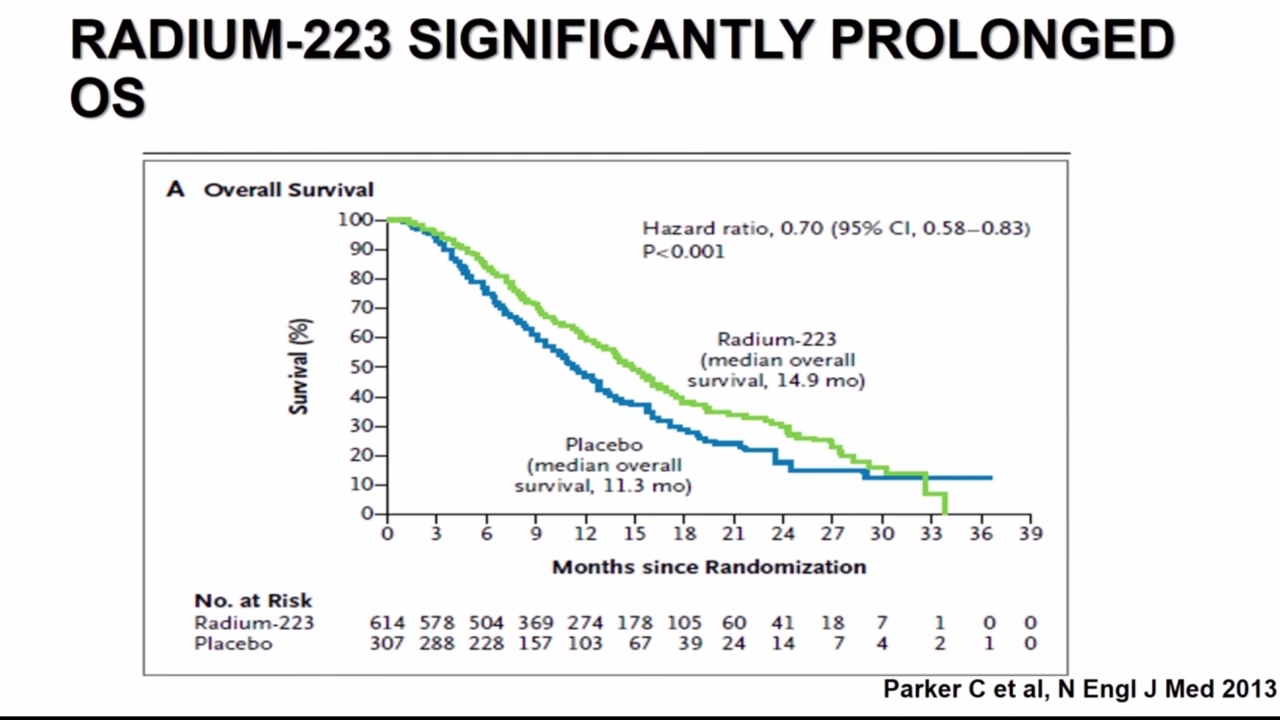 RADIUM-223 SIGNIFICANTLY PROLONGED
OS
A Overall Survival
Hazard ratio, 0.70 (95% CI, 0.58–0.83)
P<0.001
100
90
80
70
60
50
40
30
20
10
0
Survival (%)
Radium-223
(median overall
survival, 14.9 mo)
Placebo
(median overall
survival, 11.3 mo)
0 3 6 9 12 15 18 21 24 27 30 33 36 39
Months since Randomization
No. at Risk
Radium-223 614 578 504 369 274 178 105 60 41 18 7 1 0 0
Placebo 307 288 228 157 103 67 39 24 14 7 4 2 1 0
Parker C et al, N Engl J Med 2013